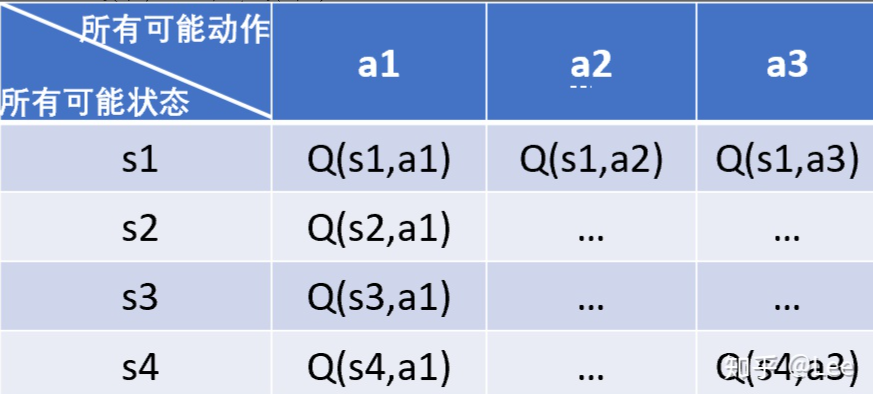 所有可能动作
所有可能状态
a1 a2 a3
s1 Q(s1,a1) Q(s1,a2) Q(s1,a3)
s2 Q(s2,a1) ... ...
s3 Q(s3,a1) ... ...
s4 Q(s4,a1) ... Q(s4,a3)
知乎 @Lee